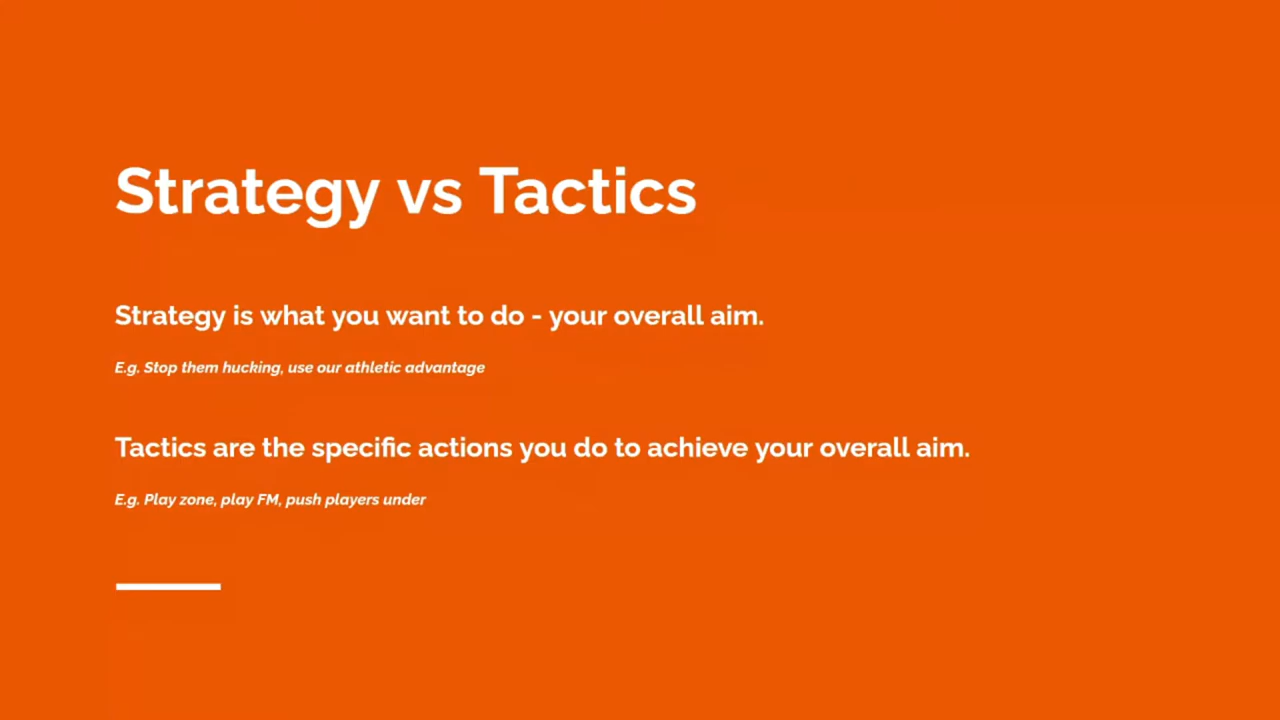 Strategy vs Tactics
Strategy is what you want to do - your overall aim.
E.g. Stop them hucking, use our athletic advantage
Tactics are the specific actions you do to achieve your overall aim.
E.g. Play zone, play FM, push players under